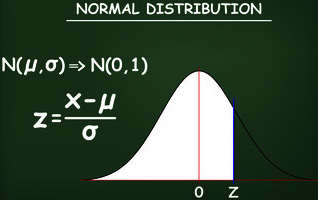 NORMAL DISTRIBUTION
N(μ,σ)⇒N(0,1)
z = x-μ / σ
0 Z